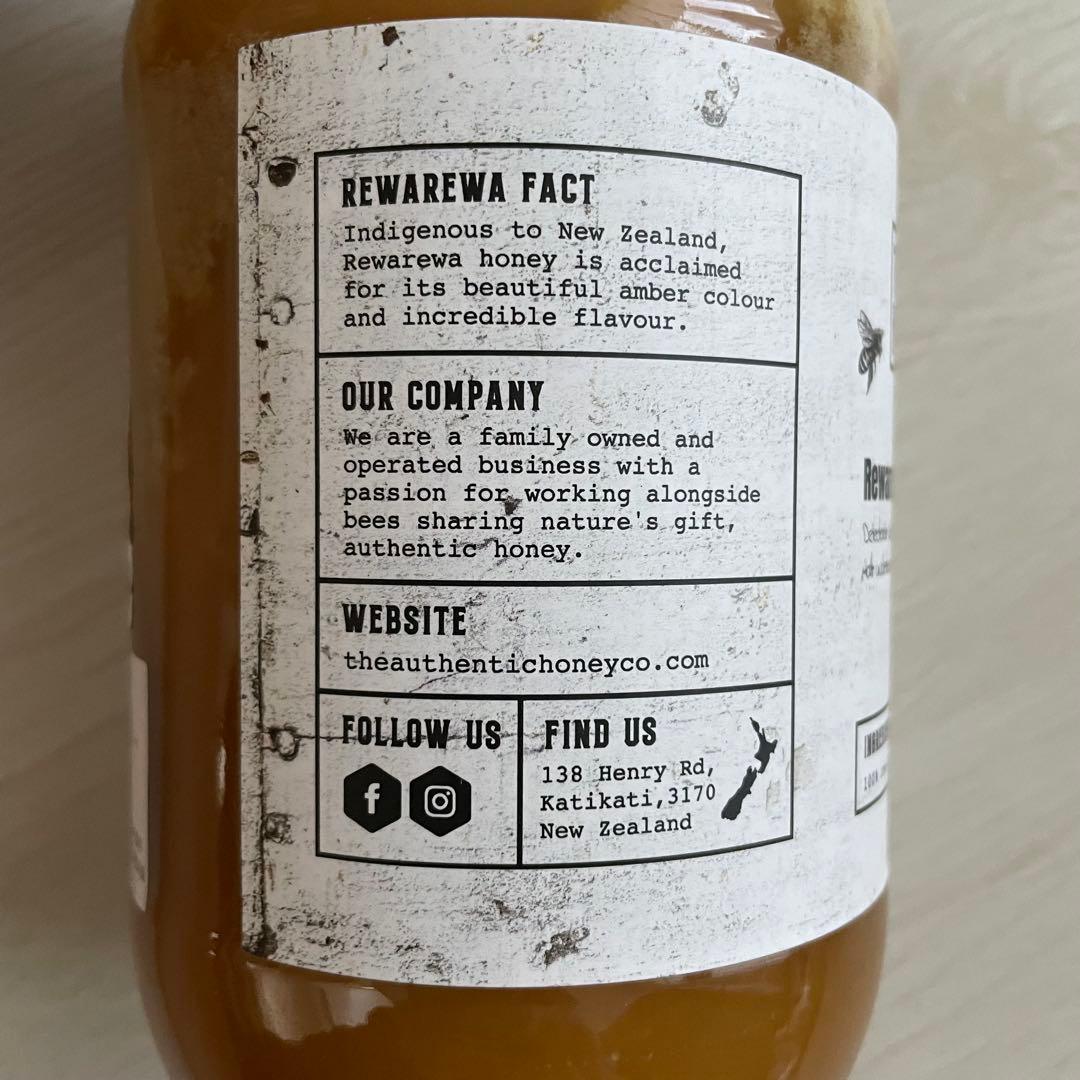 REWAREWA FACT
Indigenous to New Zealand,
Rewarewa honey is acclaimed
for its beautiful amber colour
and incredible flavour.
OUR COMPANY
We are a family owned and
operated business with a
passion for working alongside
bees sharing nature's gift,
authentic honey.
WEBSITE
theauthentichoneyco.com
FOLLOW US
FIND US
138 Henry Rd,
Katikati,3170
New Zealand
100%